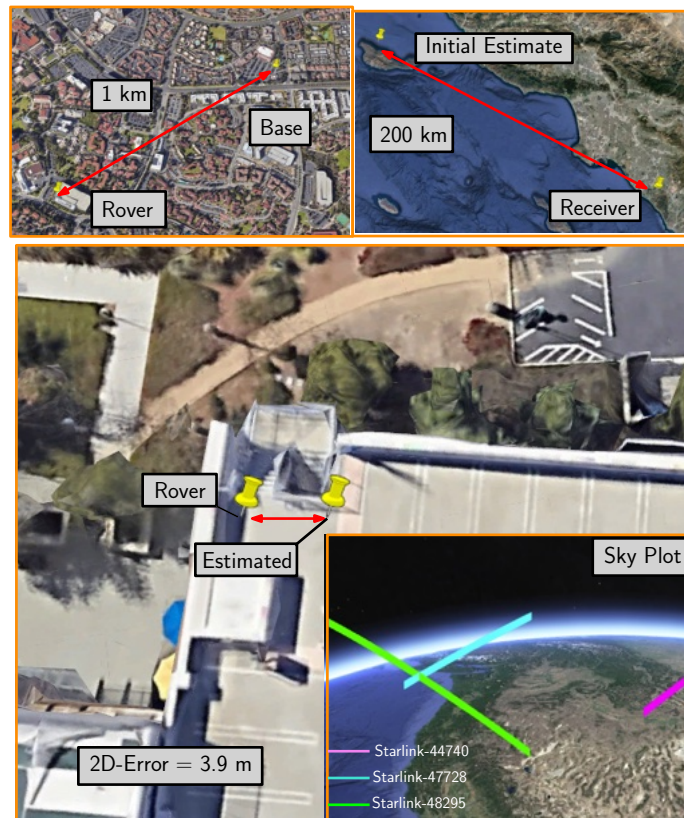 1 km
Base
Rover
Initial Estimate
200 km
Receiver
Rover
Estimated
Sky Plot
Starlink-44740
Starlink-47728
Starlink-48295
2D-Error = 3.9 m